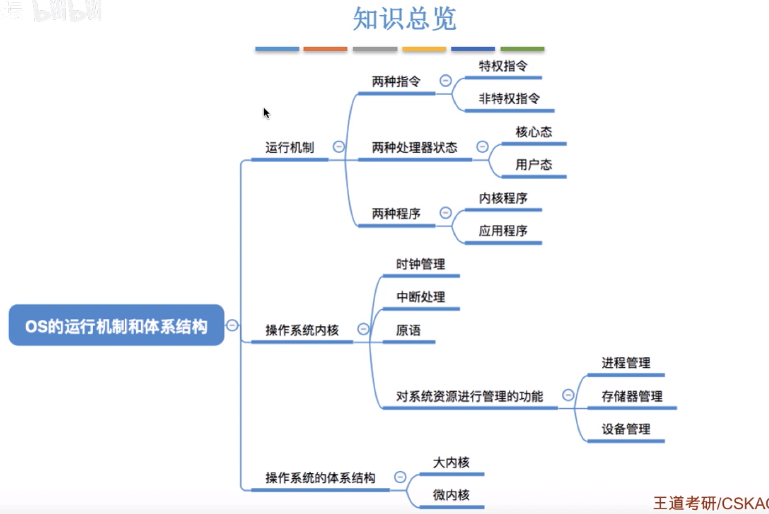 知识总览
特权指令
两种指令
非特权指令
核心态
运行机制
两种处理器状态
用户态
内核程序
两种程序
应用程序
时钟管理
中断处理
OS的运行机制和体系结构
操作系统内核
原语
进程管理
对系统资源进行管理的功能
存储器管理
设备管理
大内核
操作系统的体系结构
微内核
王道考研/CSKAO